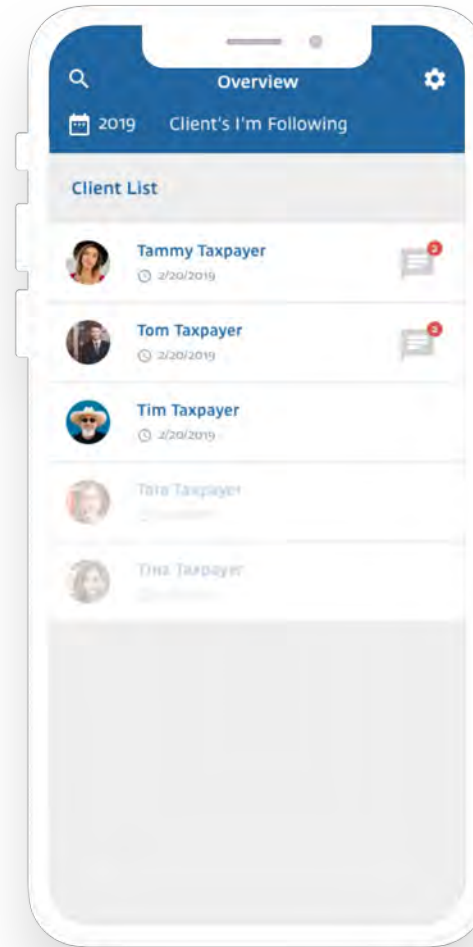 Overview
2019 Client's I'm Following
Client List
Tammy Taxpayer
2/20/2019
Tom Taxpayer
2/20/2019
Tim Taxpayer
2/20/2019
Tara Taxpayer
Tina Taxpayer